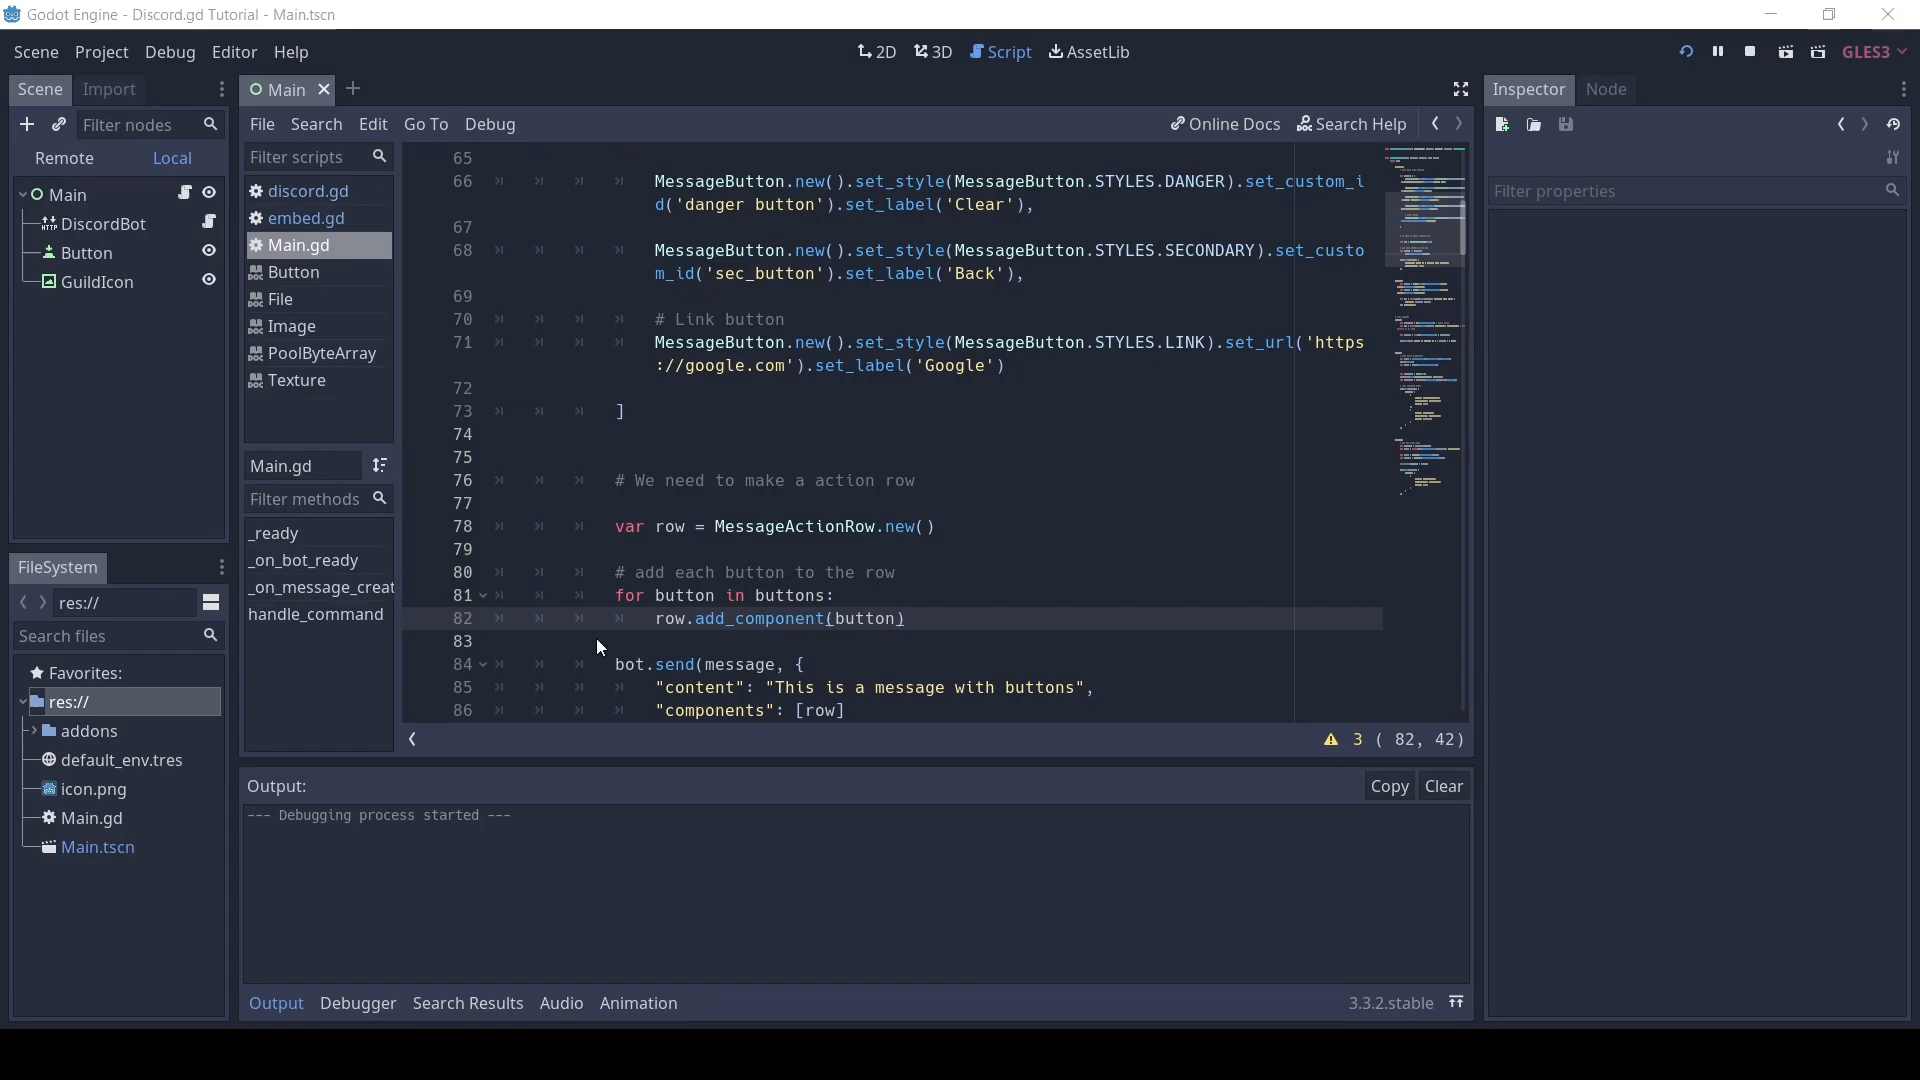 Godot Engine - Discord.gd Tutorial - Main.tscn
Scene Project Debug Editor Help
2D 3D Script AssetLib
GLES3
Scene Import
Filter nodes
Remote Local
Main
DiscordBot
Button
GuildIcon
FileSystem
res://
Search files
Favorites:
res://
addons
default_env.tres
icon.png
Main.gd
Main.tscn
Main
File Search Edit Go To Debug
Online Docs Search Help
Filter scripts
discord.gd
embed.gd
Main.gd
Button
File
Image
PoolByteArray
Texture
Main.gd
Filter methods
_ready
_on_bot_ready
_on_message_creat
handle_command
65
66 MessageButton.new().set_style(MessageButton.STYLES.DANGER).set_custom_i
d('danger button').set_label('Clear'),
67
68 MessageButton.new().set_style(MessageButton.STYLES.SECONDARY).set_custo
m_id('sec_button').set_label('Back'),
69
70 # Link button
71 MessageButton.new().set_style(MessageButton.STYLES.LINK).set_url('https
://google.com').set_label('Google')
72
73 ]
74
75
76 # We need to make a action row
77
78 var row = MessageActionRow.new()
79
80 # add each button to the row
81 for button in buttons:
82 row.add_component(button)
83
84 bot.send(message, {
85 "content": "This is a message with buttons",
86 "components": [row]
3 ( 82, 42)
Output:
Copy Clear
--- Debugging process started ---
Output Debugger Search Results Audio Animation
3.3.2.stable
Inspector Node
Filter properties